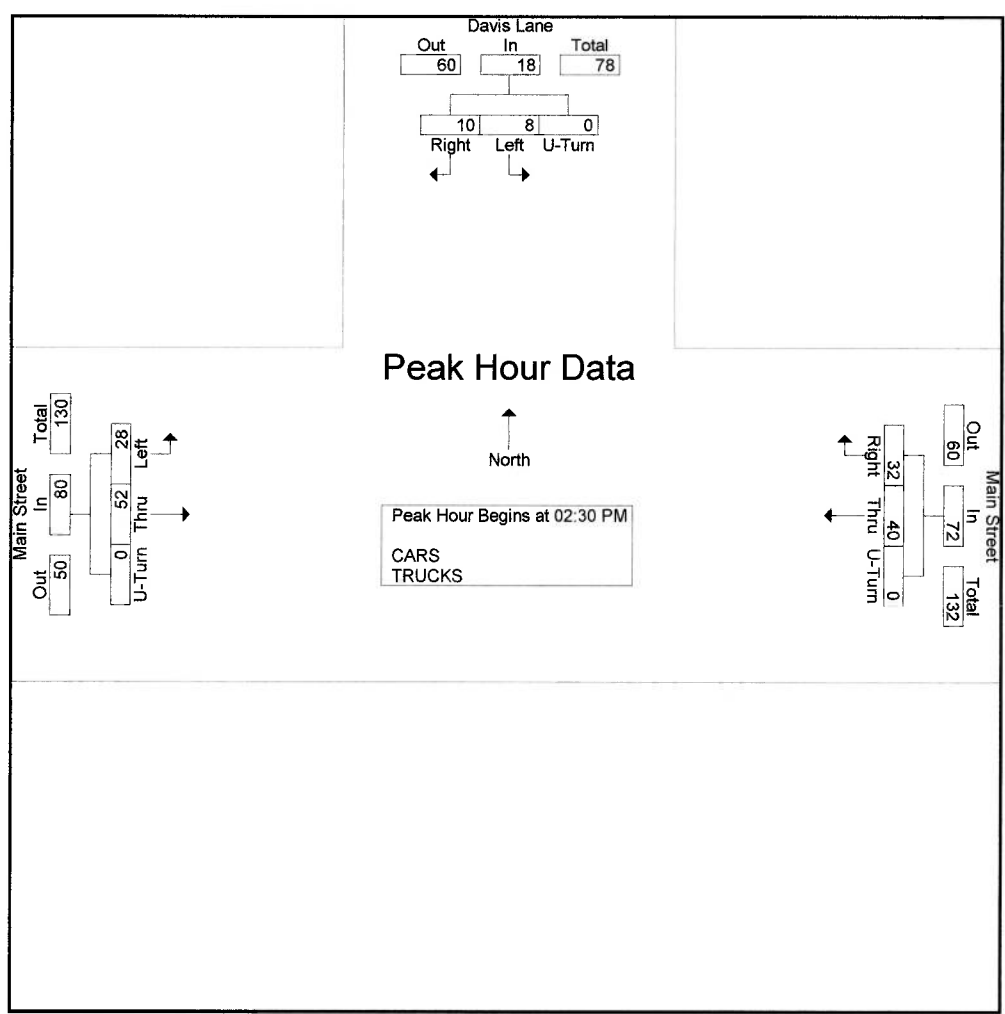 Davis Lane
Out In Total
60 18 78
10 8 0
Right Left U-Turn
Peak Hour Data
North
Peak Hour Begins at 02:30 PM
CARS
TRUCKS
Main Street
Out In Total
50 80 130
0 52 28
U-Turn Thru Left
Main Street
Out In Total
60 72 132
32 40 0
Right Thru U-Turn